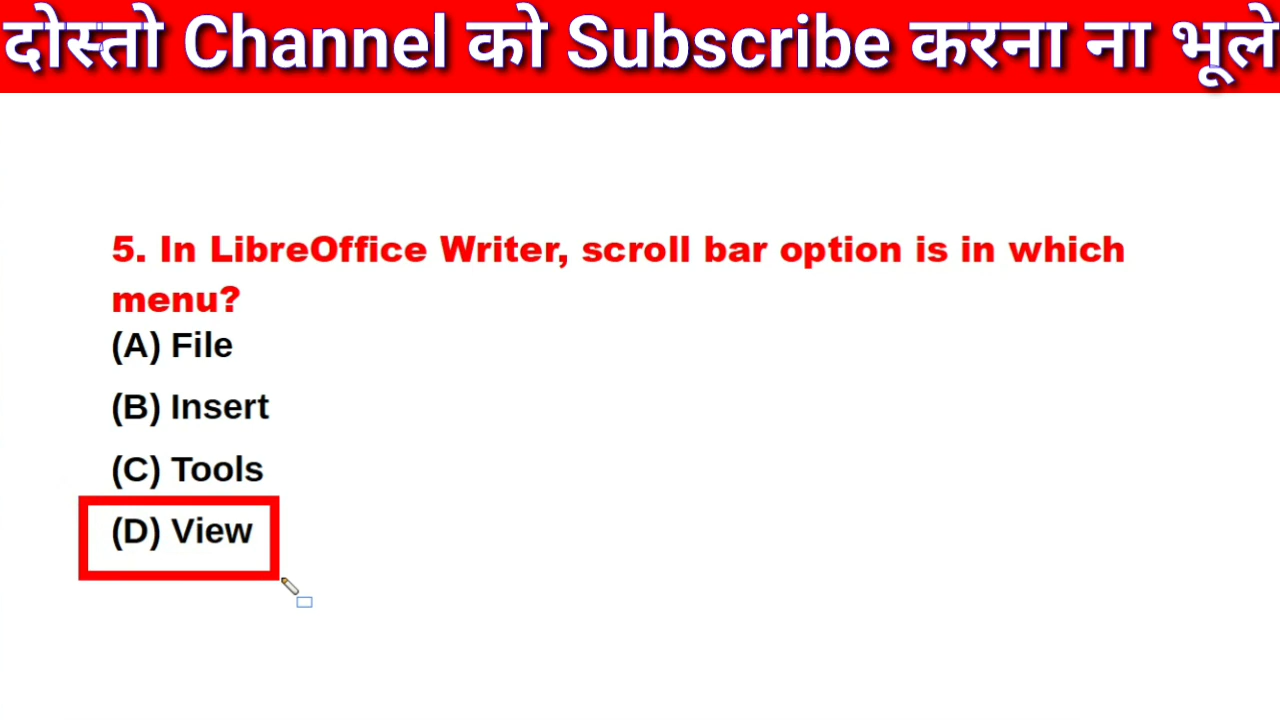 दोस्तो Channel को Subscribe करना ना भूले
5. In LibreOffice Writer, scroll bar option is in which
menu?
(A) File
(B) Insert
(C) Tools
(D) View